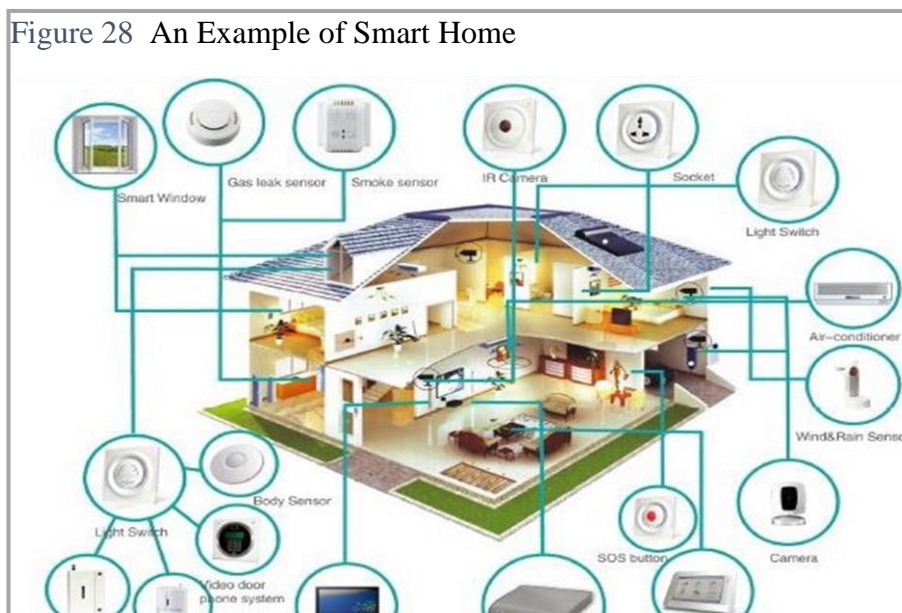 Figure 28 An Example of Smart Home
Smart Window
Gas leak sensor
Smoke sensor
IR Camera
Socket
Light Switch
Air-conditioner
Wind&Rain Senso
Light Switch
Body Sensor
Video door
phone system
SOS button
Camera